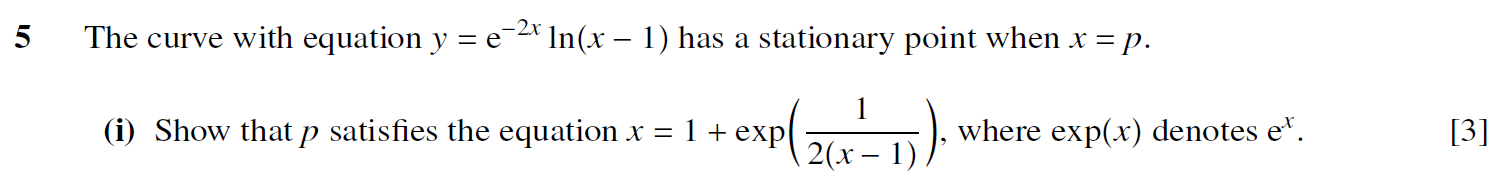 5 The curve with equation y = e⁻²ˣ ln(x − 1) has a stationary point when x = p.
(i) Show that p satisfies the equation x = 1 + exp(1/(2(x − 1))), where exp(x) denotes eˣ. [3]